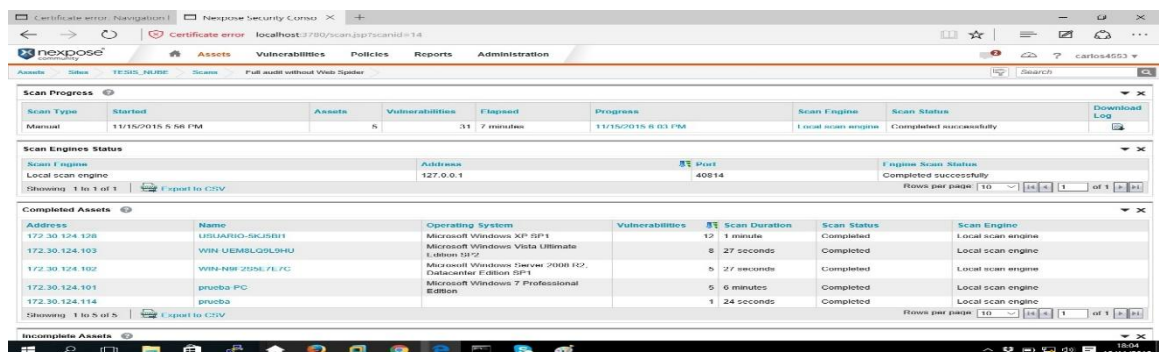 Certificate error: Navigation
Nexpose Security Conso
Certificate error localhost:3780/scan.jsp?scanid=14
nexpose community
Assets Vulnerabilities Policies Reports Administration
carlos4553
Assets Sites TESIS_NUBE Scans Full audit without Web Spider
Search
Scan Progress
Scan Type Started Assets Vulnerabilities Elapsed Progress Scan Engine Scan Status Download Log
Manual 11/15/2015 5:56 PM 5 31 7 minutes 11/15/2015 6:03 PM Local scan engine Completed successfully
Scan Engines Status
Scan Engine Address Port Engine Scan Status
Local scan engine 127.0.0.1 40814 Completed successfully
Showing 1 to 1 of 1 Export to CSV Rows per page: 10 1 of 1
Completed Assets
Address Name Operating System Vulnerabilities Scan Duration Scan Status Scan Engine
172.30.124.128 Microsoft Windows XP SP1 12 1 minute Completed Local scan engine
172.30.124.103 WIN-UEM8LQ9L9HU Microsoft Windows Vista Ultimate Edition SP2 8 27 seconds Completed Local scan engine
172.30.124.102 Microsoft Windows Server 2008 R2, Datacenter Edition SP1 5 27 seconds Completed Local scan engine
172.30.124.101 prueba-PC Microsoft Windows 7 Professional Edition 5 6 minutes Completed Local scan engine
172.30.124.114 prueba 1 24 seconds Completed Local scan engine
Showing 1 to 5 of 5 Export to CSV Rows per page: 10 1 of 1
Incomplete Assets
18:04